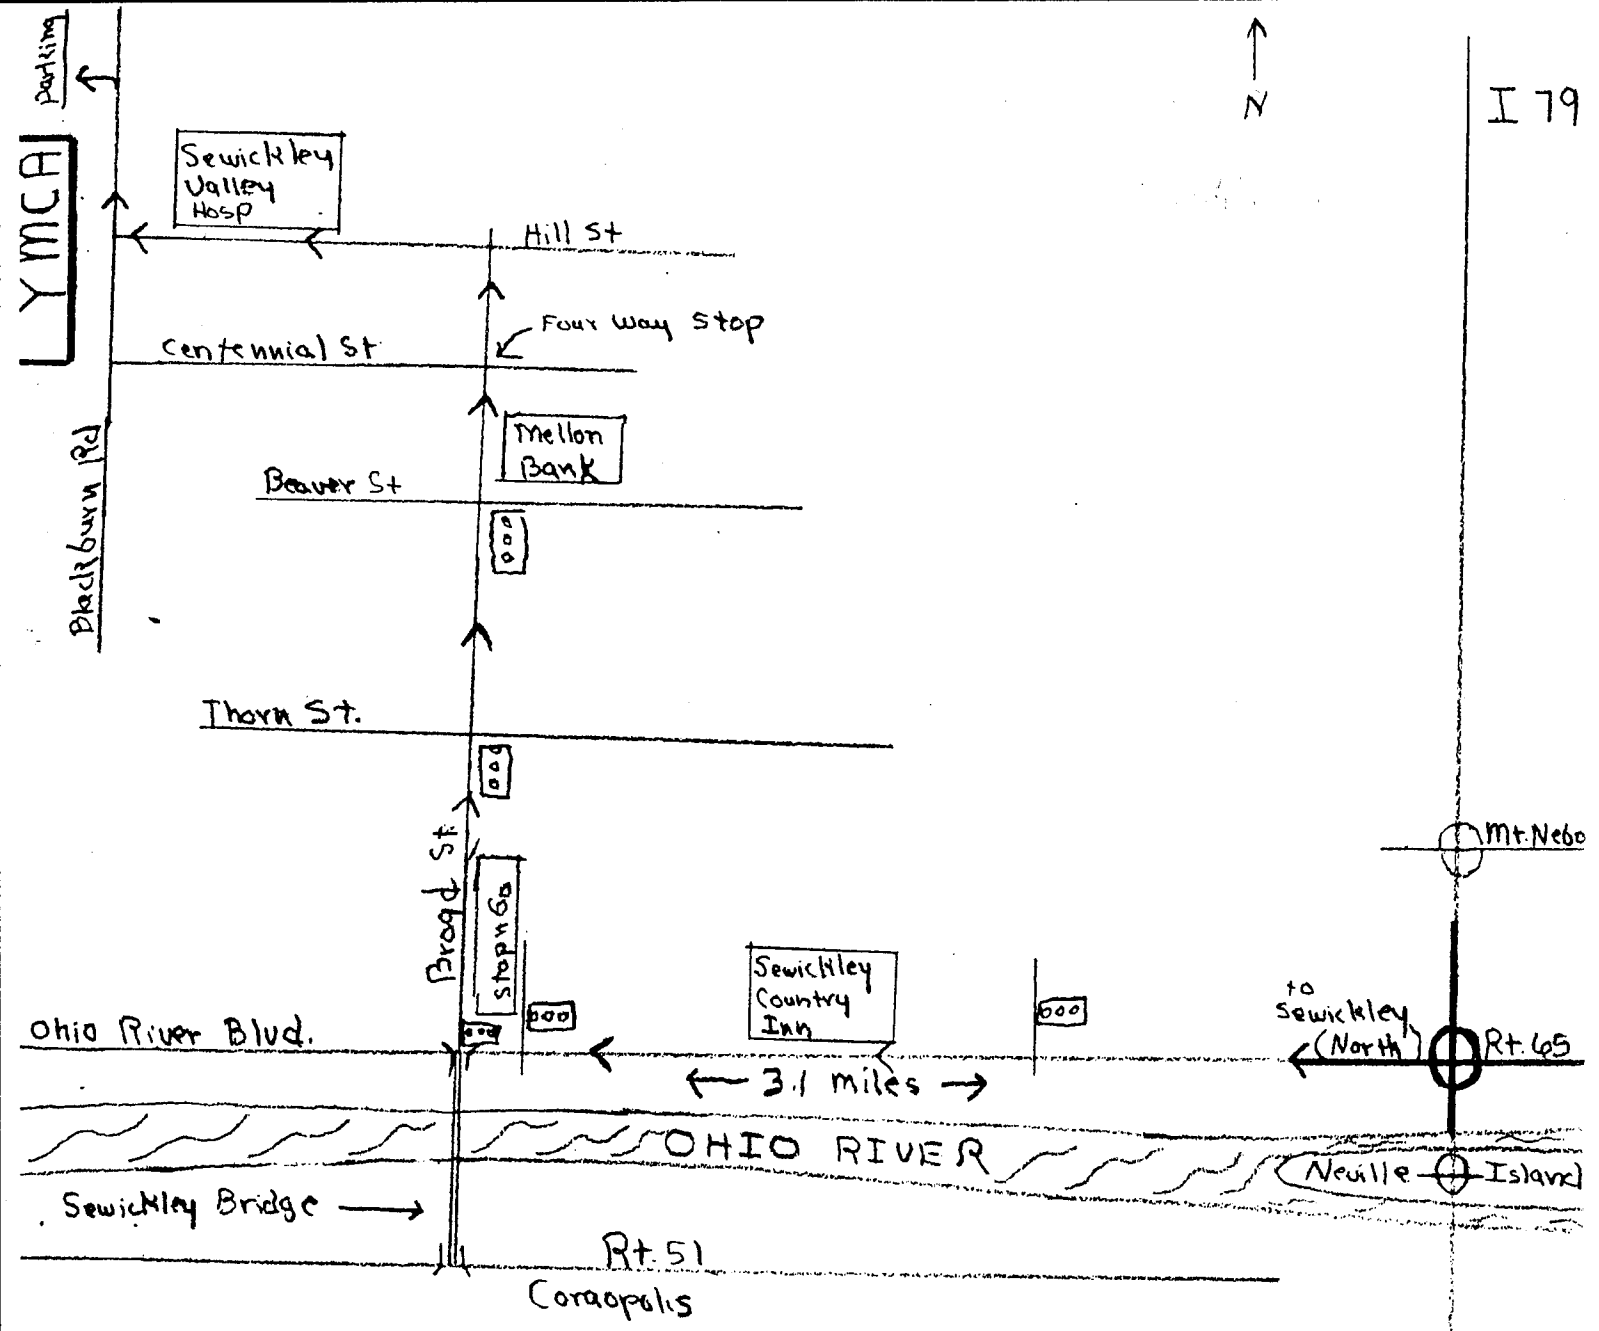 Parking
N
I 79
YMCA
Sewickley
Valley
Hosp
Hill St
Four Way Stop
Centennial St
Mellon
Bank
Beaver St
Blackburn Rd
Thorn St.
Mt. Nebo
Broad St.
Stop n Go
Sewickley
Country
Inn
to
Sewickley
(North)
Rt. 65
Ohio River Blvd.
3.1 miles
OHIO RIVER
Neville Island
Sewickley Bridge
Rt. 51
Coraopolis